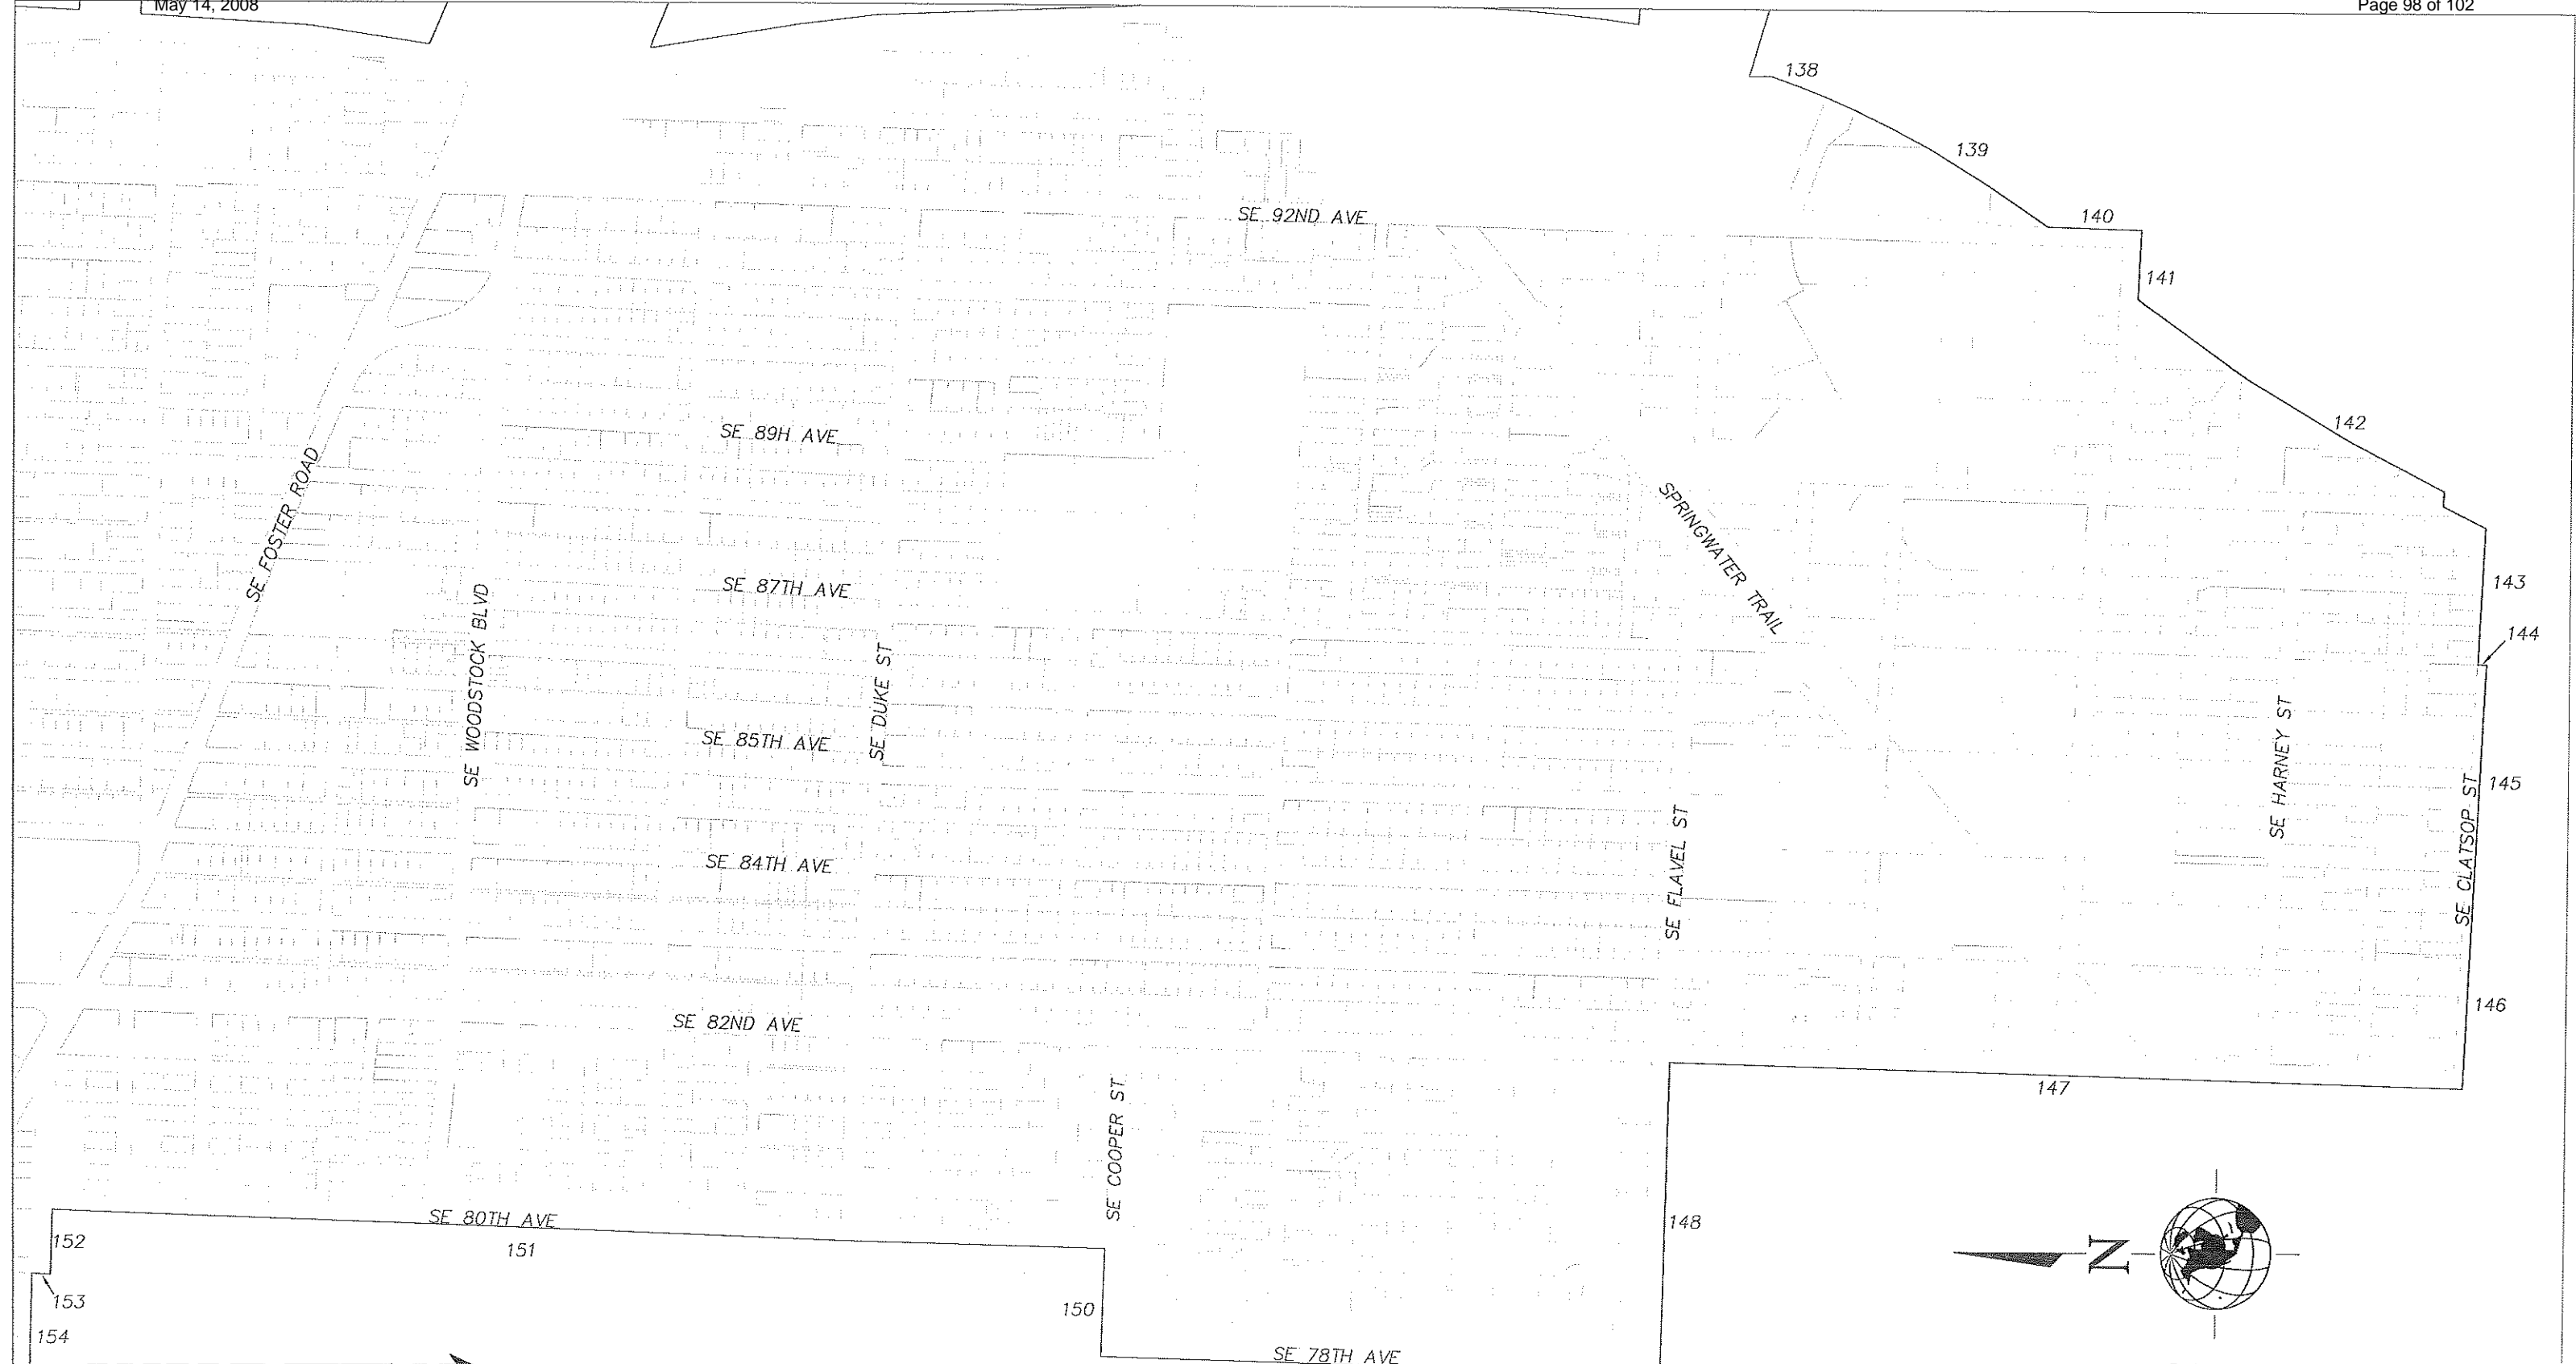 May 14, 2008
Page 98 of 102
138
139
SE 92ND AVE
140
141
142
SE 89H AVE
SE FOSTER ROAD
SPRINGWATER TRAIL
SE 87TH AVE
143
SE WOODSTOCK BLVD
144
SE DUKE ST
SE 85TH AVE
SE HARNEY ST
145
SE CLATSOP ST
SE 84TH AVE
SE FLAVEL ST
146
SE 82ND AVE
147
SE COOPER ST
SE 80TH AVE
148
152
151
N
153
150
154
SE 78TH AVE